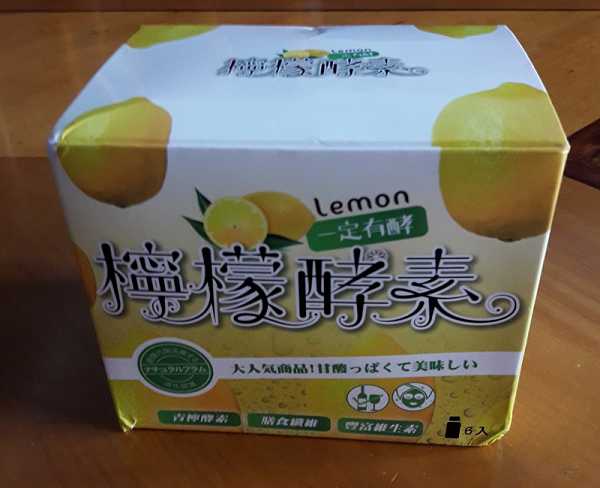 Lemon
檸檬酵素
Lemon
一定有酵
檸檬酵素
ナチュラルプラム
大人気商品!甘酸っぱくて美味しい
青檸酵素 膳食纖維 豐富維生素
6入